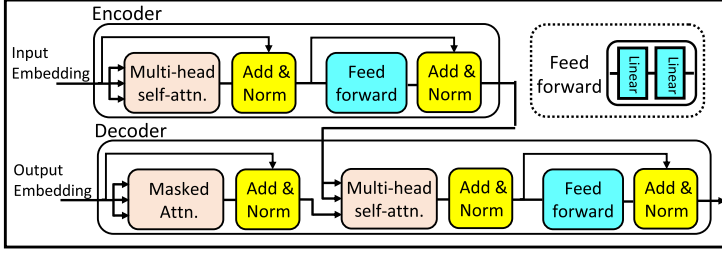 Encoder
Input
Embedding
Multi-head
self-attn.
Add &
Norm
Feed
forward
Add &
Norm
Feed
forward
Linear
Linear
Decoder
Output
Embedding
Masked
Attn.
Add &
Norm
Multi-head
self-attn.
Add &
Norm
Feed
forward
Add &
Norm